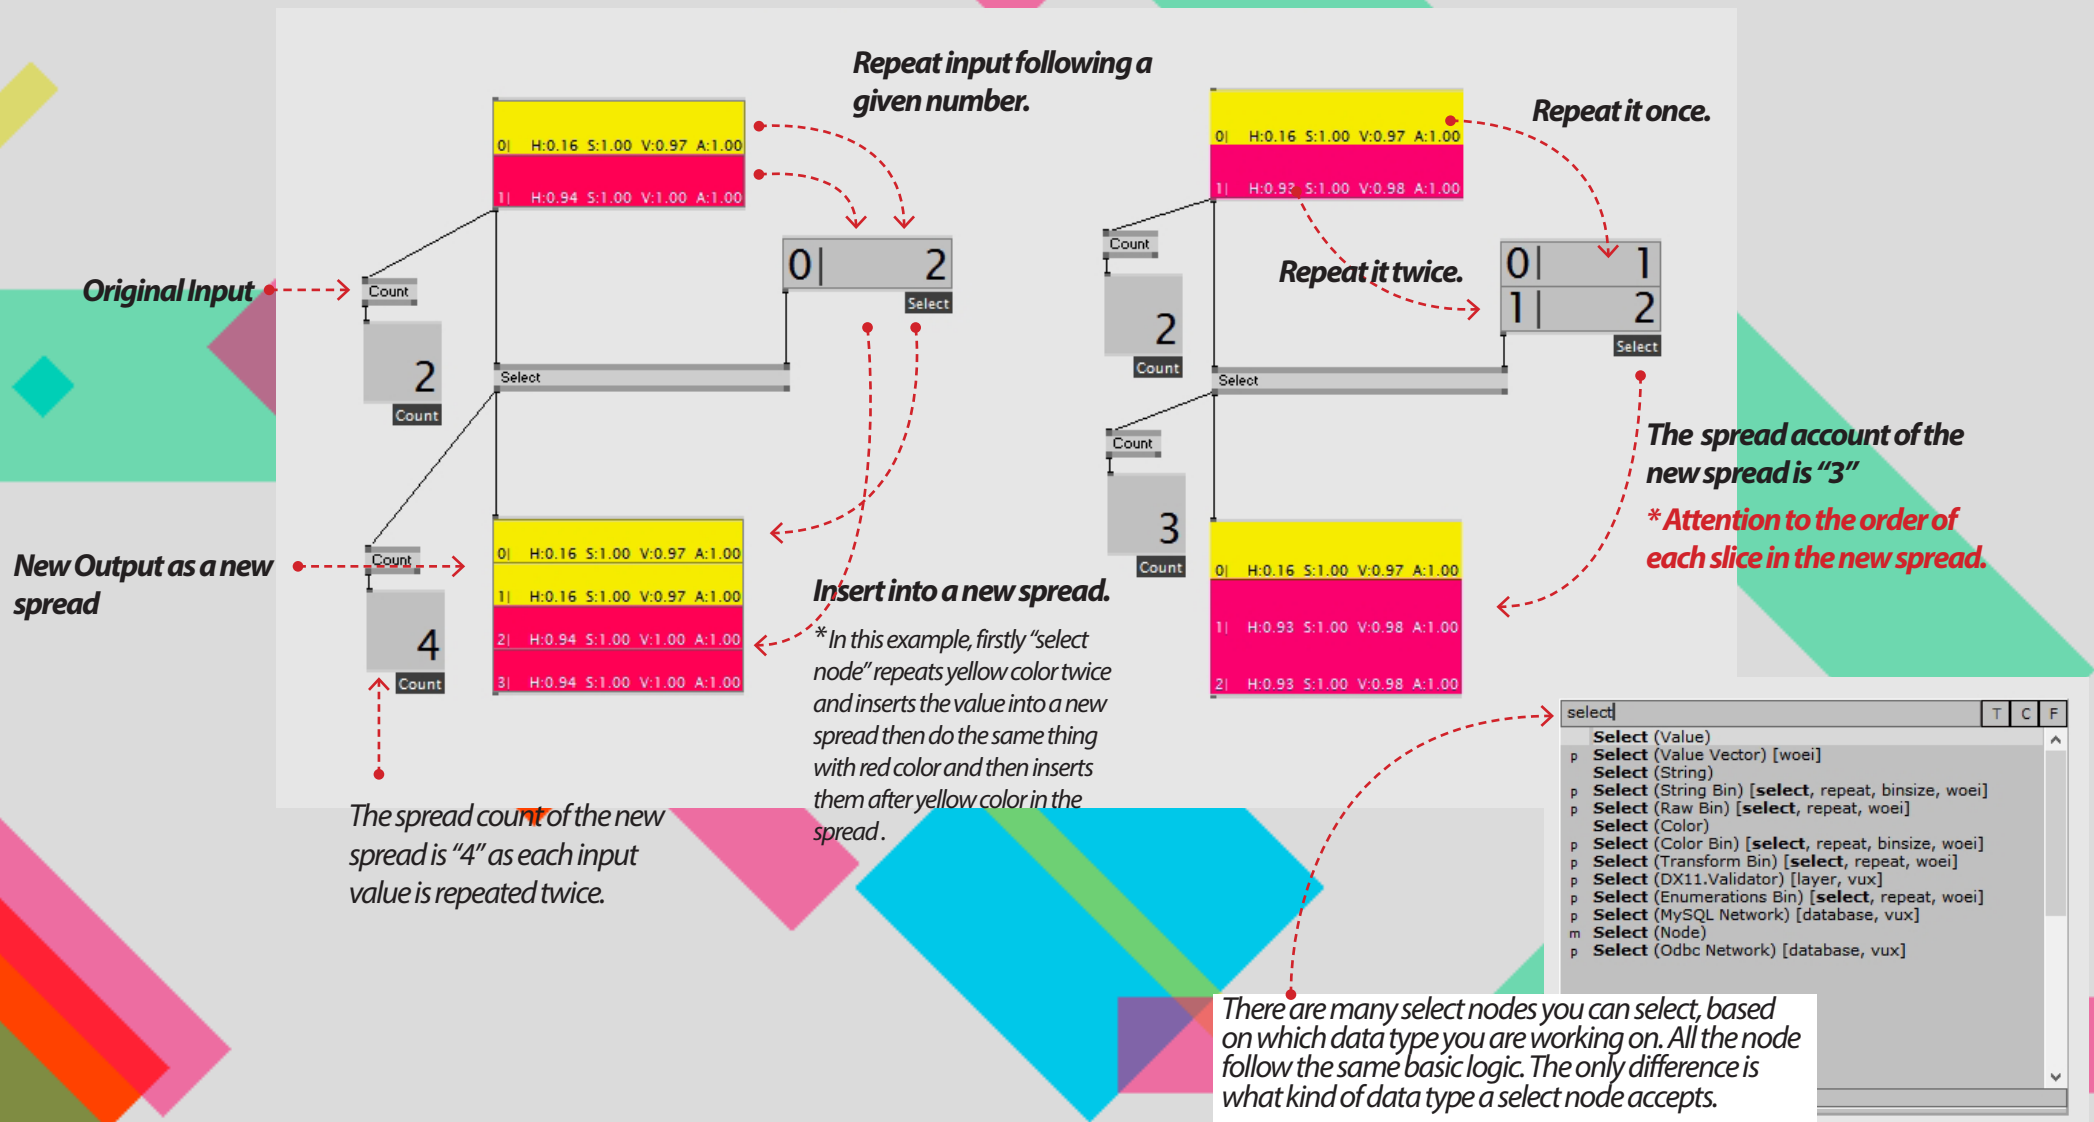 Repeat input following a
given number.
0| H:0.16 S:1.00 V:0.97 A:1.00
1| H:0.94 S:1.00 V:1.00 A:1.00
Original Input
Count
2
Count
0| 2
Select
Select
New Output as a new
spread
Count
4
Count
0| H:0.16 S:1.00 V:0.97 A:1.00
1| H:0.16 S:1.00 V:0.97 A:1.00
2| H:0.94 S:1.00 V:1.00 A:1.00
3| H:0.94 S:1.00 V:1.00 A:1.00
The spread count of the new
spread is “4” as each input
value is repeated twice.
Insert into a new spread.
* In this example, firstly “select
node” repeats yellow color twice
and inserts the value into a new
spread then do the same thing
with red color and then inserts
them after yellow color in the
spread .
0| H:0.16 S:1.00 V:0.97 A:1.00
1| H:0.93 S:1.00 V:0.98 A:1.00
Repeat it once.
Repeat it twice.
Count
2
Count
0| 1
1| 2
Select
Select
Count
3
Count
0| H:0.16 S:1.00 V:0.97 A:1.00
1| H:0.93 S:1.00 V:0.98 A:1.00
2| H:0.93 S:1.00 V:0.98 A:1.00
The spread account of the
new spread is “3”
* Attention to the order of
each slice in the new spread.
select T C F
Select (Value)
p Select (Value Vector) [woei]
Select (String)
p Select (String Bin) [select, repeat, binsize, woei]
p Select (Raw Bin) [select, repeat, woei]
Select (Color)
p Select (Color Bin) [select, repeat, binsize, woei]
p Select (Transform Bin) [select, repeat, woei]
p Select (DX11.Validator) [layer, vux]
p Select (Enumerations Bin) [select, repeat, woei]
p Select (MySQL Network) [database, vux]
m Select (Node)
p Select (Odbc Network) [database, vux]
There are many select nodes you can select, based
on which data type you are working on. All the node
follow the same basic logic. The only difference is
what kind of data type a select node accepts.